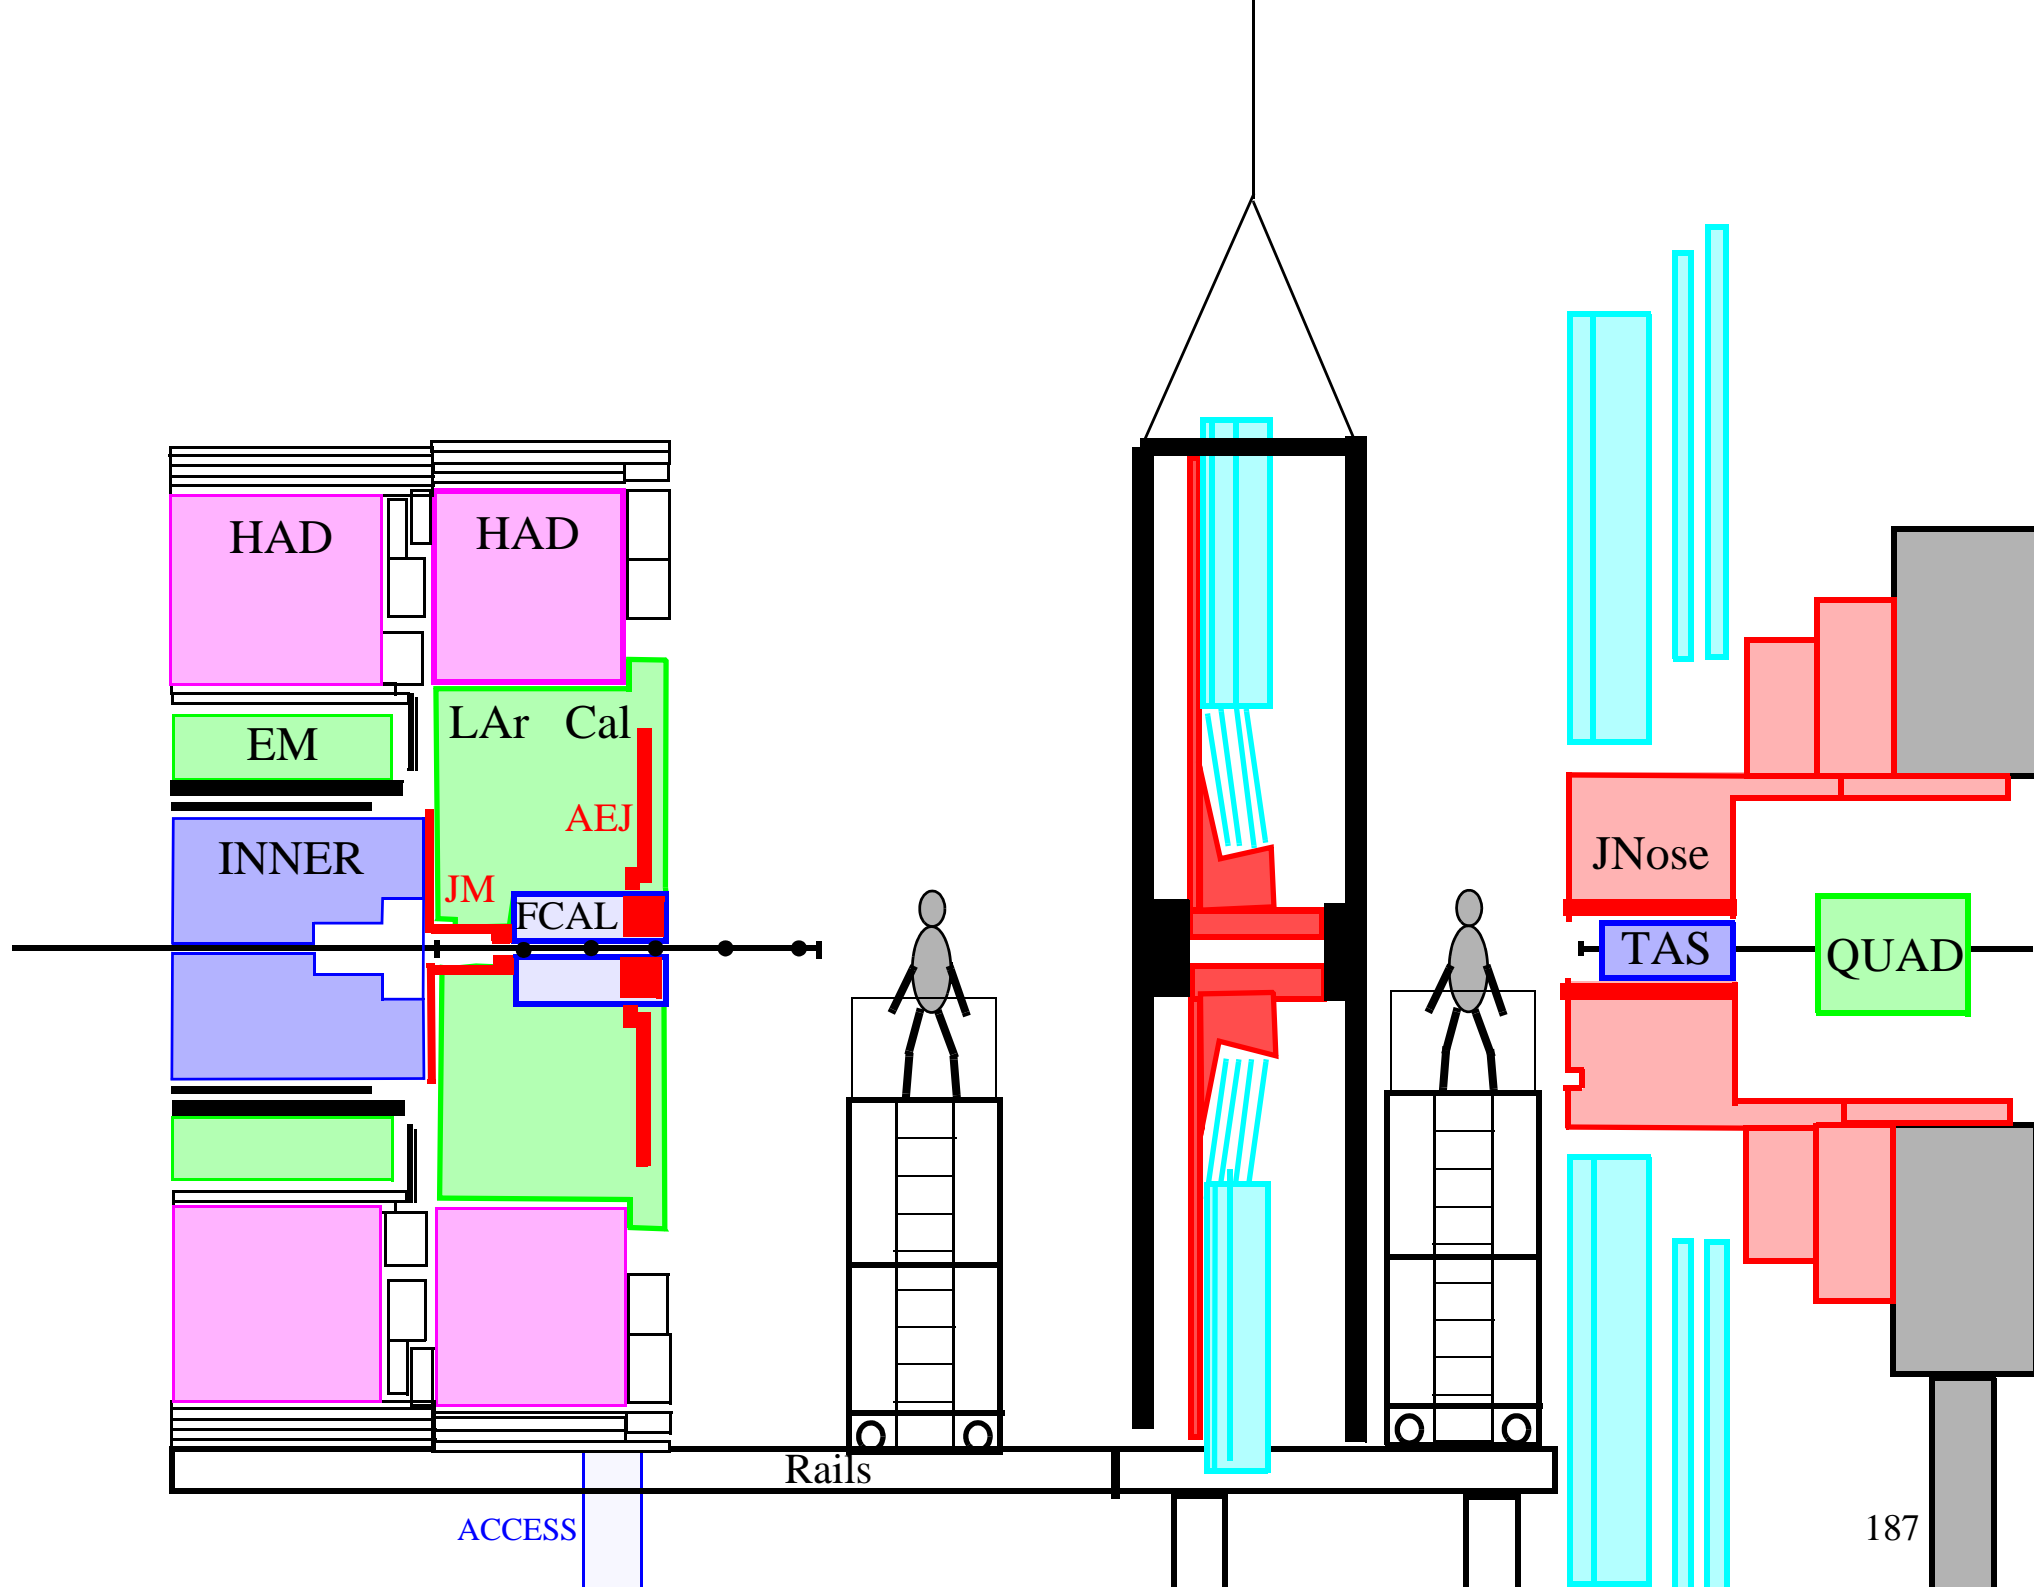 HAD
HAD
LAr Cal
EM
AEJ
INNER
JNose
JM
FCAL
TAS
QUAD
Rails
ACCESS
187